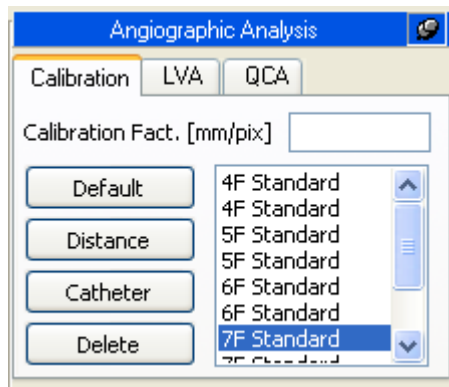 Angiographic Analysis
Calibration
LVA
QCA
Calibration Fact. [mm/pix]
Default
Distance
Catheter
Delete
4F Standard
4F Standard
5F Standard
5F Standard
6F Standard
6F Standard
7F Standard